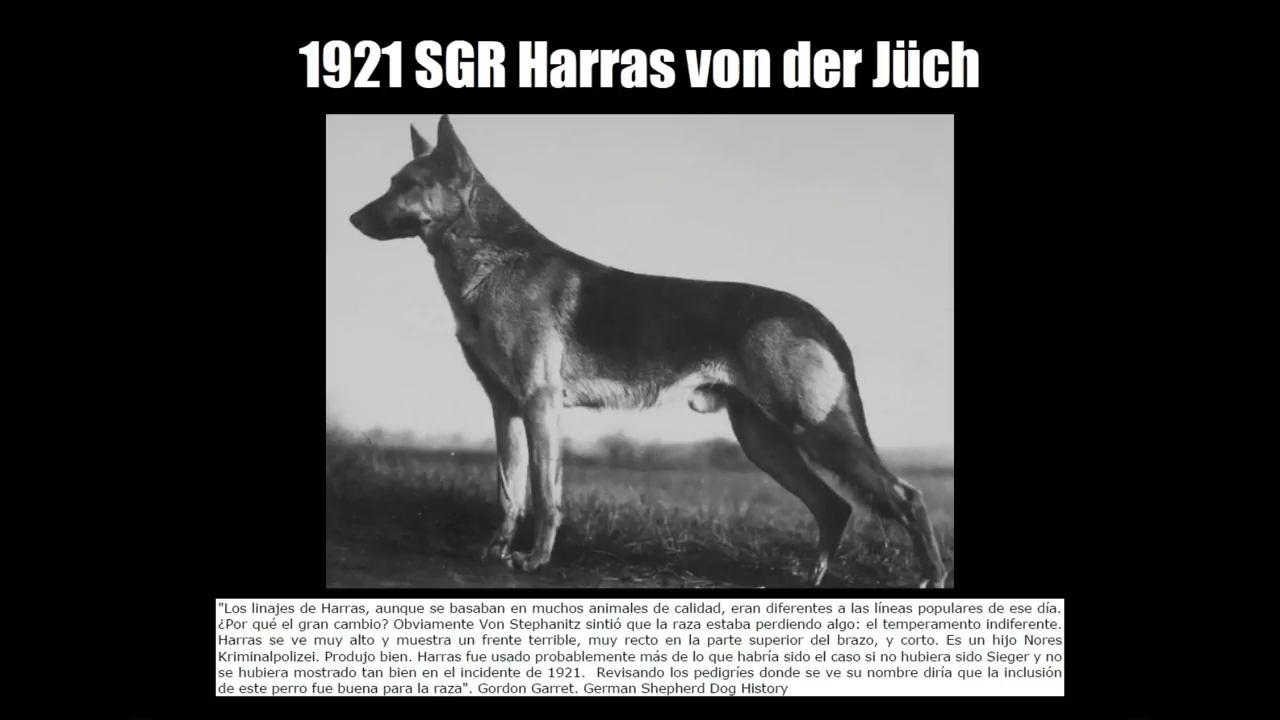 1921 SGR Harras von der Jüch
"Los linajes de Harras, aunque se basaban en muchos animales de calidad, eran diferentes a las líneas populares de ese día.
¿Por qué el gran cambio? Obviamente Von Stephanitz sintió que la raza estaba perdiendo algo: el temperamento indiferente.
Harras se ve muy alto y muestra un frente terrible, muy recto en la parte superior del brazo, y corto. Es un hijo Nores
Kriminalpolizei. Produjo bien. Harras fue usado probablemente más de lo que habría sido el caso si no hubiera sido Sieger y no
se hubiera mostrado tan bien en el incidente de 1921.  Revisando los pedigríes donde se ve su nombre diría que la inclusión
de este perro fue buena para la raza". Gordon Garret. German Shepherd Dog History